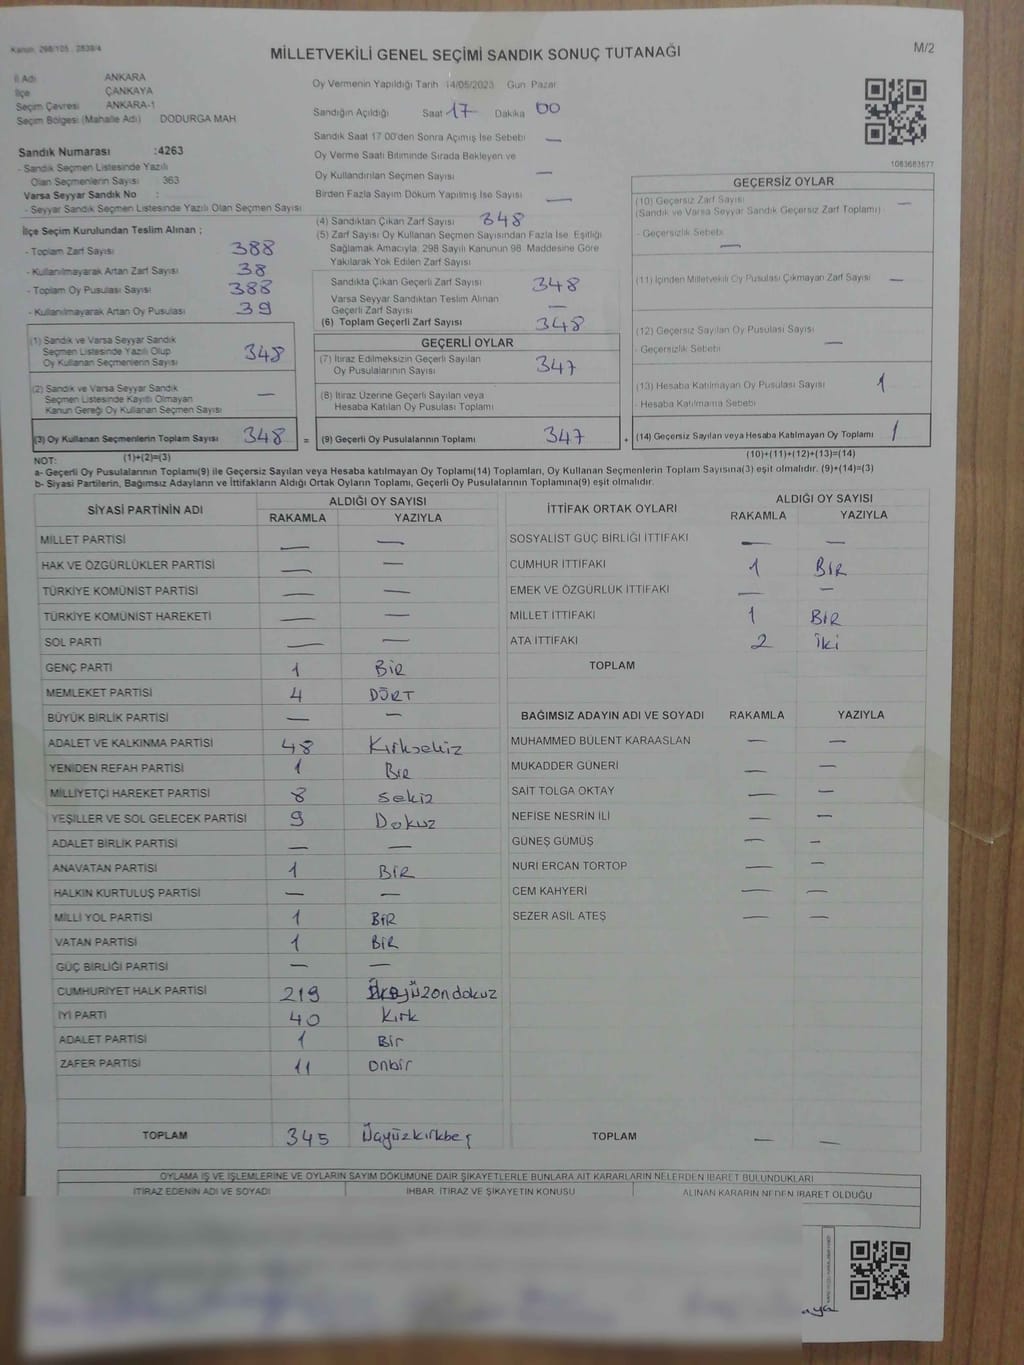 Kanun: 298/105, 2839/4
MİLLETVEKİLİ GENEL SEÇİMİ SANDIK SONUÇ TUTANAĞI
M/2
İl Adı ANKARA
İlçe ÇANKAYA
Seçim Çevresi ANKARA-1
Seçim Bölgesi (Mahalle Adı) DODURGA MAH
Sandık Numarası :4263
- Sandık Seçmen Listesinde Yazılı
Olan Seçmenlerin Sayısı : 363
Varsa Seyyar Sandık No :
- Seyyar Sandık Seçmen Listesinde Yazılı Olan Seçmen Sayısı
İlçe Seçim Kurulundan Teslim Alınan ;
- Toplam Zarf Sayısı 388
- Kullanılmayarak Artan Zarf Sayısı 38
- Toplam Oy Pusulası Sayısı 388
- Kullanılmayarak Artan Oy Pusulası 39
(1) Sandık ve Varsa Seyyar Sandık
Seçmen Listesinde Yazılı Olup
Oy Kullanan Seçmenlerin Sayısı 348
(2) Sandık ve Varsa Seyyar Sandık
Seçmen Listesinde Kayıtlı Olmayan
Kanun Gereği Oy Kullanan Seçmen Sayısı —
(3) Oy Kullanan Seçmenlerin Toplam Sayısı 348 =
(1)+(2)=(3)
Oy Vermenin Yapıldığı Tarih 14/05/2023 Gün Pazar
Sandığın Açıldığı Saat 17 Dakika 00
Sandık Saat 17.00'den Sonra Açılmış İse Sebebi —
Oy Verme Saati Bitiminde Sırada Bekleyen ve
Oy Kullandırılan Seçmen Sayısı —
Birden Fazla Sayım Döküm Yapılmış İse Sayısı —
(4) Sandıktan Çıkan Zarf Sayısı 348
(5) Zarf Sayısı Oy Kullanan Seçmen Sayısından Fazla İse, Eşitliği
Sağlamak Amacıyla, 298 Sayılı Kanunun 98. Maddesine Göre
Yakılarak Yok Edilen Zarf Sayısı
Sandıkta Çıkan Geçerli Zarf Sayısı 348
Varsa Seyyar Sandıktan Teslim Alınan
Geçerli Zarf Sayısı —
(6) Toplam Geçerli Zarf Sayısı 348
GEÇERLİ OYLAR
(7) İtiraz Edilmeksizin Geçerli Sayılan
Oy Pusulalarının Sayısı 347
(8) İtiraz Üzerine Geçerli Sayılan veya
Hesaba Katılan Oy Pusulası Toplamı
(9) Geçerli Oy Pusulalarının Toplamı 347 +
1083683577
GEÇERSİZ OYLAR
(10) Geçersiz Zarf Sayısı —
(Sandık ve Varsa Seyyar Sandık Geçersiz Zarf Toplamı)
- Geçersizlik Sebebi —
(11) İçinden Milletvekili Oy Pusulası Çıkmayan Zarf Sayısı —
(12) Geçersiz Sayılan Oy Pusulası Sayısı
- Geçersizlik Sebebi —
(13) Hesaba Katılmayan Oy Pusulası Sayısı 1
- Hesaba Katılmama Sebebi
(14) Geçersiz Sayılan veya Hesaba Katılmayan Oy Toplamı 1
(10)+(11)+(12)+(13)=(14)
NOT:
a- Geçerli Oy Pusulalarının Toplamı(9) ile Geçersiz Sayılan veya Hesaba katılmayan Oy Toplamı(14) Toplamları, Oy Kullanan Seçmenlerin Toplam Sayısına(3) eşit olmalıdır. (9)+(14)=(3)
b- Siyasi Partilerin, Bağımsız Adayların ve İttifakların Aldığı Ortak Oyların Toplamı, Geçerli Oy Pusulalarının Toplamına(9) eşit olmalıdır.
SİYASİ PARTİNİN ADI ALDIĞI OY SAYISI
RAKAMLA YAZIYLA
MİLLET PARTİSİ — —
HAK VE ÖZGÜRLÜKLER PARTİSİ — —
TÜRKİYE KOMÜNİST PARTİSİ — —
TÜRKİYE KOMÜNİST HAREKETİ — —
SOL PARTİ — —
GENÇ PARTİ 1 BİR
MEMLEKET PARTİSİ 4 DÖRT
BÜYÜK BİRLİK PARTİSİ — —
ADALET VE KALKINMA PARTİSİ 48 Kırksekiz
YENİDEN REFAH PARTİSİ 1 BİR
MİLLİYETÇİ HAREKET PARTİSİ 8 sekiz
YEŞİLLER VE SOL GELECEK PARTİSİ 9 Dokuz
ADALET BİRLİK PARTİSİ — —
ANAVATAN PARTİSİ 1 BİR
HALKIN KURTULUŞ PARTİSİ — —
MİLLİ YOL PARTİSİ 1 BİR
VATAN PARTİSİ 1 BİR
GÜÇ BİRLİĞİ PARTİSİ — —
CUMHURİYET HALK PARTİSİ 219 İkiyüzondokuz
İYİ PARTİ 40 Kırk
ADALET PARTİSİ 1 Bir
ZAFER PARTİSİ 11 Onbir
TOPLAM 345 Üçyüzkırkbeş
İTTİFAK ORTAK OYLARI ALDIĞI OY SAYISI
RAKAMLA YAZIYLA
SOSYALİST GÜÇ BİRLİĞİ İTTİFAKI — —
CUMHUR İTTİFAKI 1 BİR
EMEK VE ÖZGÜRLÜK İTTİFAKI — —
MİLLET İTTİFAKI 1 BİR
ATA İTTİFAKI 2 iki
TOPLAM
BAĞIMSIZ ADAYIN ADI VE SOYADI RAKAMLA YAZIYLA
MUHAMMED BÜLENT KARAASLAN — —
MUKADDER GÜNERİ — —
SAİT TOLGA OKTAY — —
NEFİSE NESRİN İLİ — —
GÜNEŞ GÜMÜŞ — —
NURİ ERCAN TORTOP — —
CEM KAHYERİ — —
SEZER ASIL ATEŞ — —
TOPLAM — —
OYLAMA İŞ VE İŞLEMLERİNE VE OYLARIN SAYIM DÖKÜMÜNE DAİR ŞİKAYETLERLE BUNLARA AİT KARARLARIN NELERDEN İBARET BULUNDUKLARI
İTİRAZ EDENİN ADI VE SOYADI İHBAR, İTİRAZ VE ŞİKAYETİN KONUSU ALINAN KARARIN NEDEN İBARET OLDUĞU